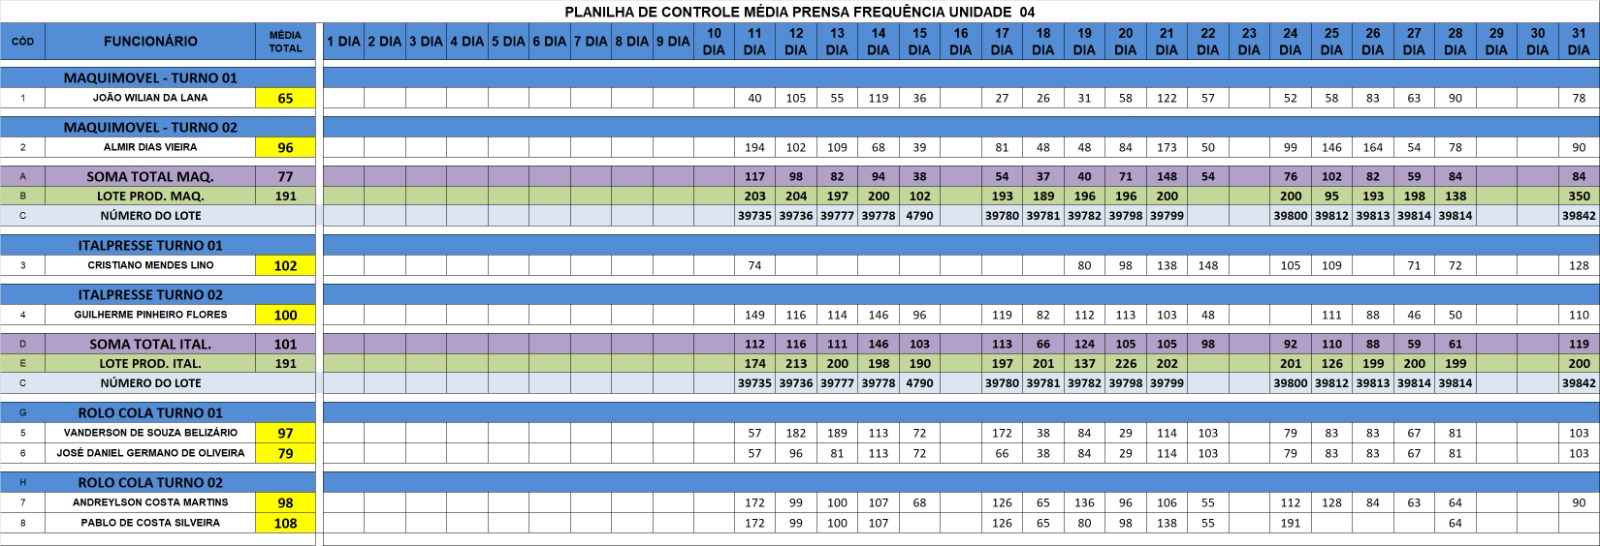 PLANILHA DE CONTROLE MÉDIA PRENSA FREQUÊNCIA UNIDADE 04
CÓD FUNCIONÁRIO MÉDIA TOTAL 1 DIA 2 DIA 3 DIA 4 DIA 5 DIA 6 DIA 7 DIA 8 DIA 9 DIA 10 DIA 11 DIA 12 DIA 13 DIA 14 DIA 15 DIA 16 DIA 17 DIA 18 DIA 19 DIA 20 DIA 21 DIA 22 DIA 23 DIA 24 DIA 25 DIA 26 DIA 27 DIA 28 DIA 29 DIA 30 DIA 31 DIA
MAQUIMOVEL - TURNO 01
1 JOÃO WILIAN DA LANA 65 40 105 55 119 36 27 26 31 58 122 57 52 58 83 63 90 78
MAQUIMOVEL - TURNO 02
2 ALMIR DIAS VIEIRA 96 194 102 109 68 39 81 48 48 84 173 50 99 146 164 54 78 90
A SOMA TOTAL MAQ. 77 117 98 82 94 38 54 37 40 71 148 54 76 102 82 59 84 84
B LOTE PROD. MAQ. 191 203 204 197 200 102 193 189 196 196 200 200 95 193 198 138 350
C NÚMERO DO LOTE 39735 39736 39777 39778 4790 39780 39781 39782 39798 39799 39800 39812 39813 39814 39814 39842
ITALPRESSE TURNO 01
3 CRISTIANO MENDES LINO 102 74 80 98 138 148 105 109 71 72 128
ITALPRESSE TURNO 02
4 GUILHERME PINHEIRO FLORES 100 149 116 114 146 96 119 82 112 113 103 48 111 88 46 50 110
D SOMA TOTAL ITAL. 101 112 116 111 146 103 113 66 124 105 105 98 92 110 88 59 61 119
E LOTE PROD. ITAL. 191 174 213 200 198 190 197 201 137 226 202 201 126 199 200 199 200
C NÚMERO DO LOTE 39735 39736 39777 39778 4790 39780 39781 39782 39798 39799 39800 39812 39813 39814 39814 39842
G ROLO COLA TURNO 01
5 VANDERSON DE SOUZA BELIZÁRIO 97 57 182 189 113 72 172 38 84 29 114 103 79 83 83 67 81 103
6 JOSÉ DANIEL GERMANO DE OLIVEIRA 79 57 96 81 113 72 66 38 84 29 114 103 79 83 83 67 81 103
H ROLO COLA TURNO 02
7 ANDREYLSON COSTA MARTINS 98 172 99 100 107 68 126 65 136 96 106 55 112 128 84 63 64 90
8 PABLO DE COSTA SILVEIRA 108 172 99 100 107 126 65 80 98 138 55 191 64